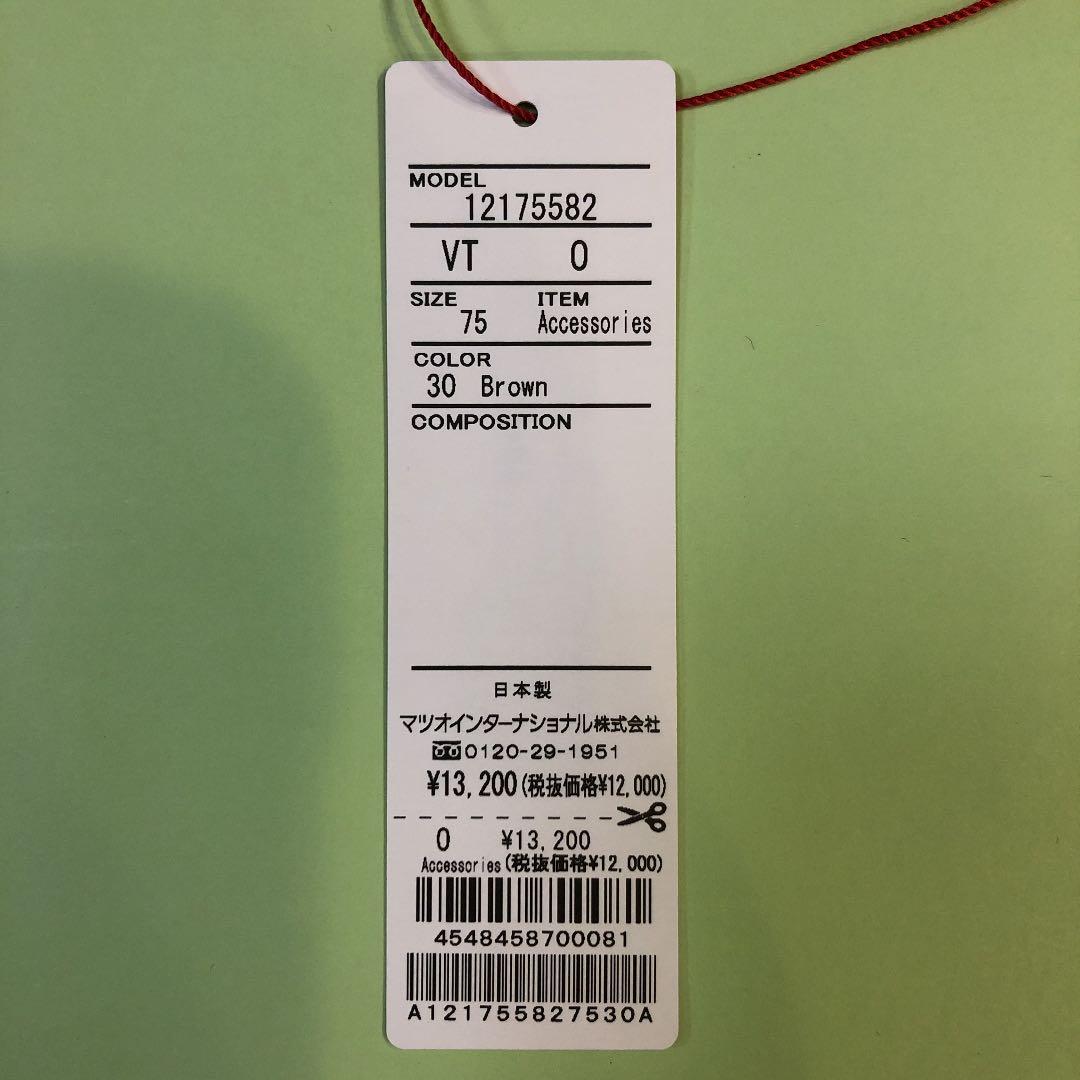 MODEL
12175582
VT 0
SIZE ITEM
75 Accessories
COLOR
30 Brown
COMPOSITION
日本製
マツオインターナショナル株式会社
0120-29-1951
¥13,200(税抜価格¥12,000)
0 ¥13,200
Accessories(税抜価格¥12,000)
4548458700081
A121755827530A